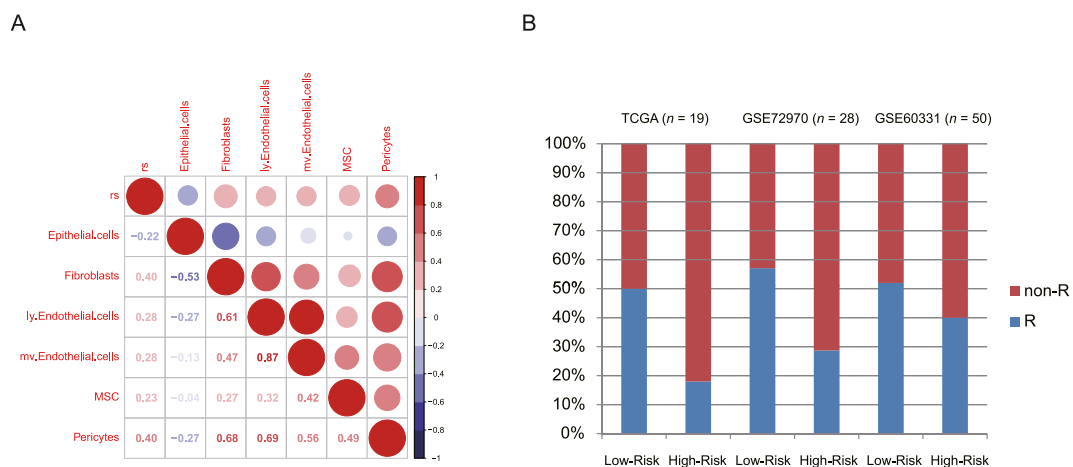 A
B
rs
Epithelial.cells
Fibroblasts
ly.Endothelial.cells
mv.Endothelial.cells
MSC
Pericytes
rs
Epithelial.cells −0.22
Fibroblasts 0.40 −0.53
ly.Endothelial.cells 0.28 −0.27 0.61
mv.Endothelial.cells 0.28 −0.13 0.47 0.87
MSC 0.23 −0.04 0.27 0.32 0.42
Pericytes 0.40 −0.27 0.68 0.69 0.56 0.49
1
0.8
0.6
0.4
0.2
0
−0.2
−0.4
−0.6
−0.8
−1
TCGA (n = 19) GSE72970 (n = 28) GSE60331 (n = 50)
100%
90%
80%
70%
60%
50%
40%
30%
20%
10%
0%
Low-Risk High-Risk Low-Risk High-Risk Low-Risk High-Risk
non-R
R